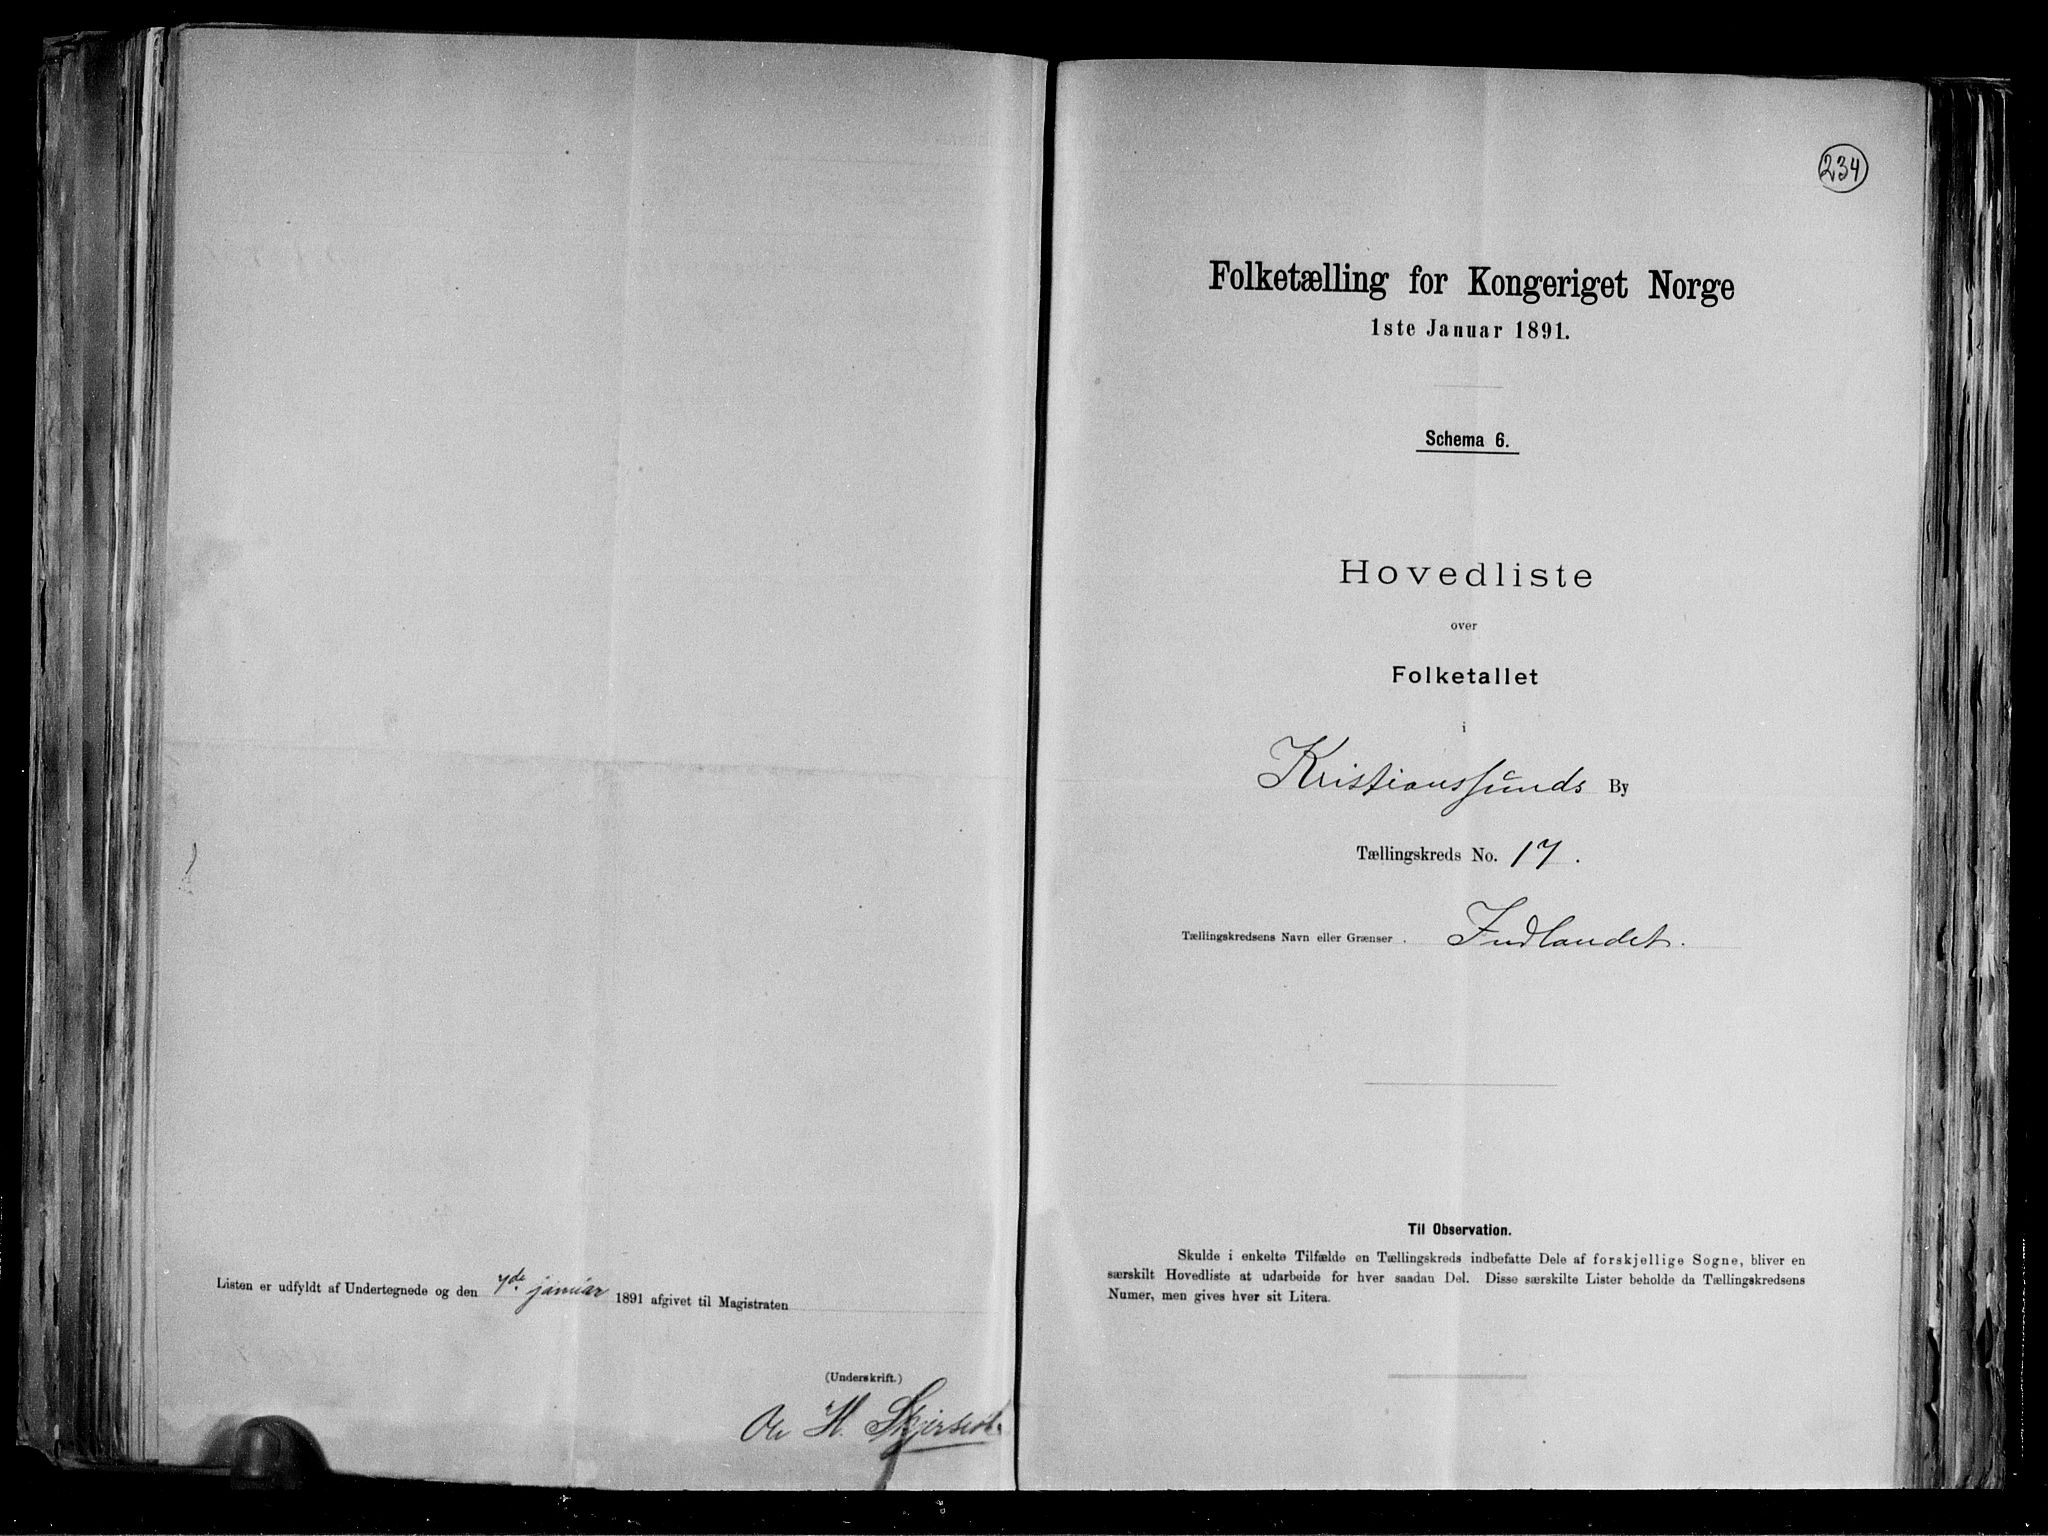 Listen er udfyldt af Undertegnede og den 7de januar 1891 afgivet til Magistraten
(Underskrift.)
Ole H.
234
Folketælling for Kongeriget Norge
1ste Januar 1891.
Schema 6.
Hovedliste
over
Folketallet
i
Kristianssunds By
Tællingskreds No. 17.
Tællingskredsens Navn eller Grænser. Indlandet.
Til Observation.
Skulde i enkelte Tilfælde en Tællingskreds indbefatte Dele af forskjellige Sogne, bliver en
særskilt Hovedliste at udarbeide for hver saadan Del. Disse særskilte Lister beholde da Tællingskredsens
Numer, men gives hver sit Litera.